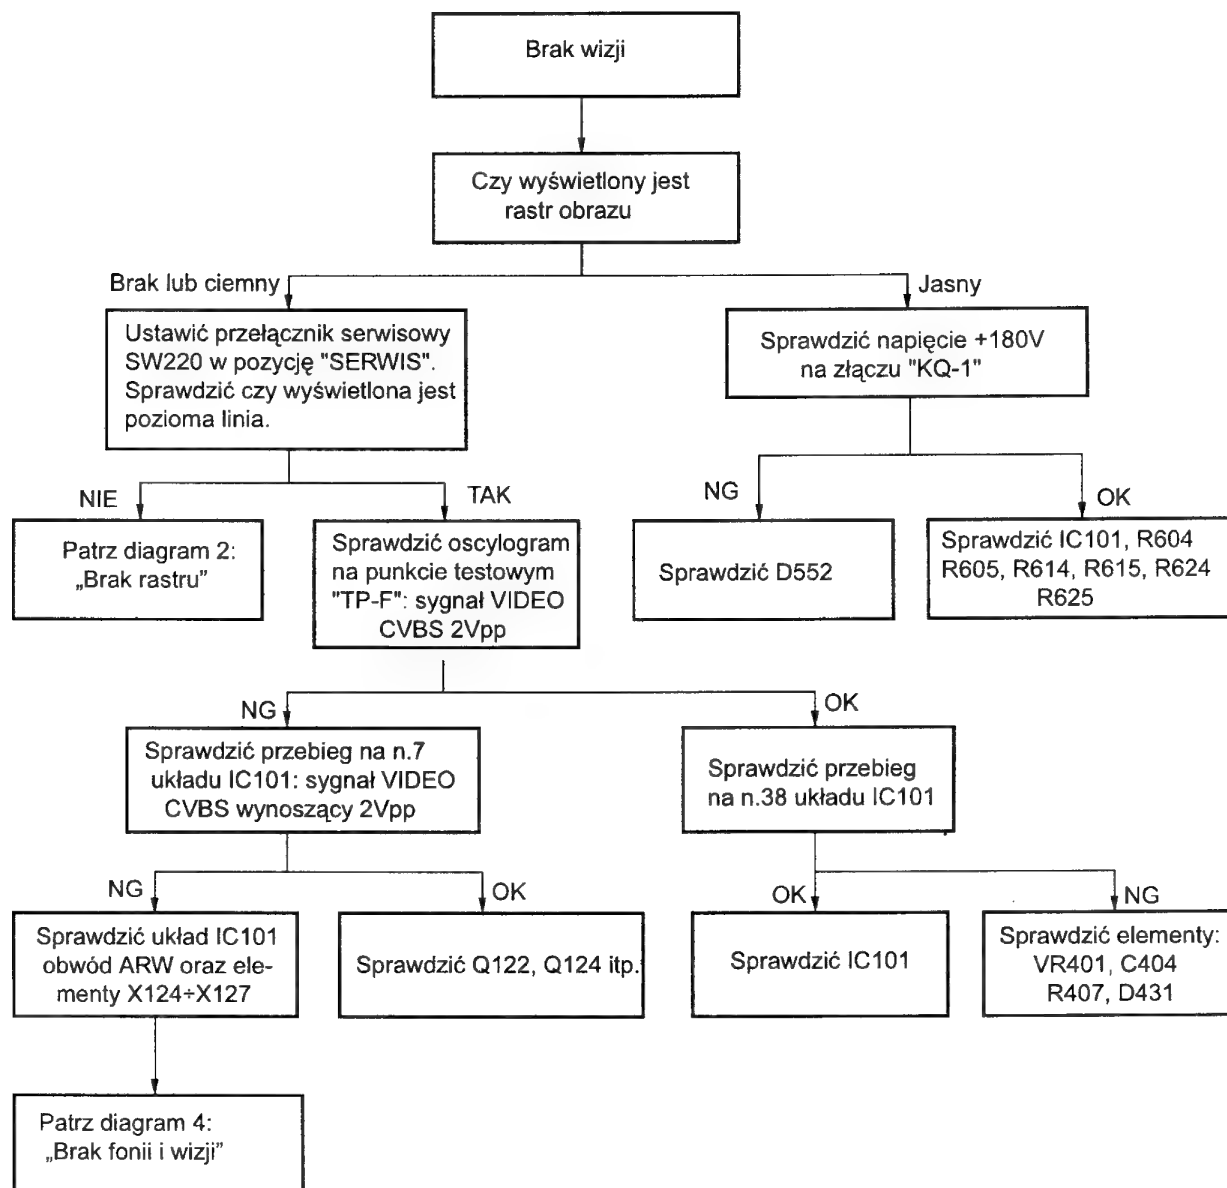 Brak wizji
Czy wyświetlony jest
rastr obrazu
Brak lub ciemny
Jasny
Ustawić przełącznik serwisowy
SW220 w pozycję "SERWIS".
Sprawdzić czy wyświetlona jest
pozioma linia.
Sprawdzić napięcie +180V
na złączu "KQ-1"
NIE
TAK
NG
OK
Patrz diagram 2:
„Brak rastru”
Sprawdzić oscylogram
na punkcie testowym
"TP-F": sygnał VIDEO
CVBS 2Vpp
Sprawdzić D552
Sprawdzić IC101, R604
R605, R614, R615, R624
R625
NG
OK
Sprawdzić przebieg na n.7
układu IC101: sygnał VIDEO
CVBS wynoszący 2Vpp
Sprawdzić przebieg
na n.38 układu IC101
NG
OK
OK
NG
Sprawdzić układ IC101
obwód ARW oraz ele-
menty X124÷X127
Sprawdzić Q122, Q124 itp.
Sprawdzić IC101
Sprawdzić elementy:
VR401, C404
R407, D431
Patrz diagram 4:
„Brak fonii i wizji”